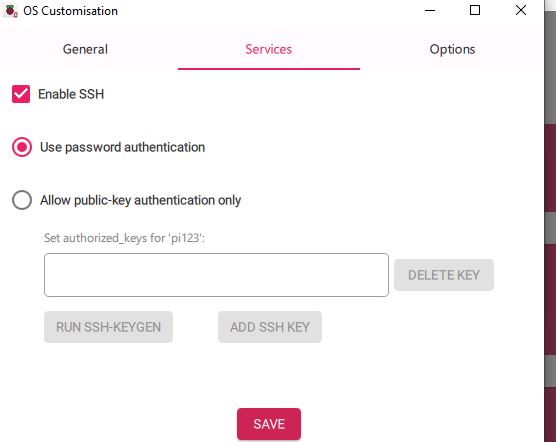 OS Customisation
General Services Options
Enable SSH
Use password authentication
Allow public-key authentication only
Set authorized_keys for 'pi123':
DELETE KEY
RUN SSH-KEYGEN ADD SSH KEY
SAVE